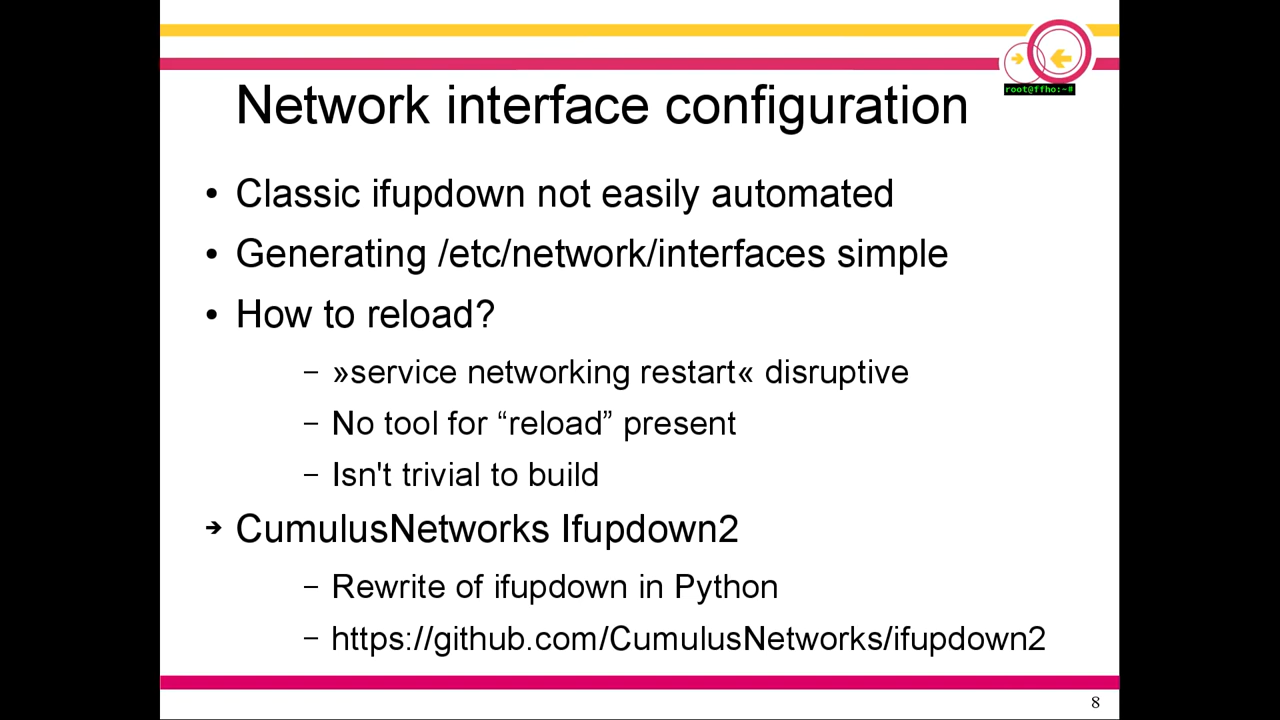 root@ffho:~#
Network interface configuration
• Classic ifupdown not easily automated
• Generating /etc/network/interfaces simple
• How to reload?
– »service networking restart« disruptive
– No tool for “reload” present
– Isn't trivial to build
➔ CumulusNetworks Ifupdown2
– Rewrite of ifupdown in Python
– https://github.com/CumulusNetworks/ifupdown2
8